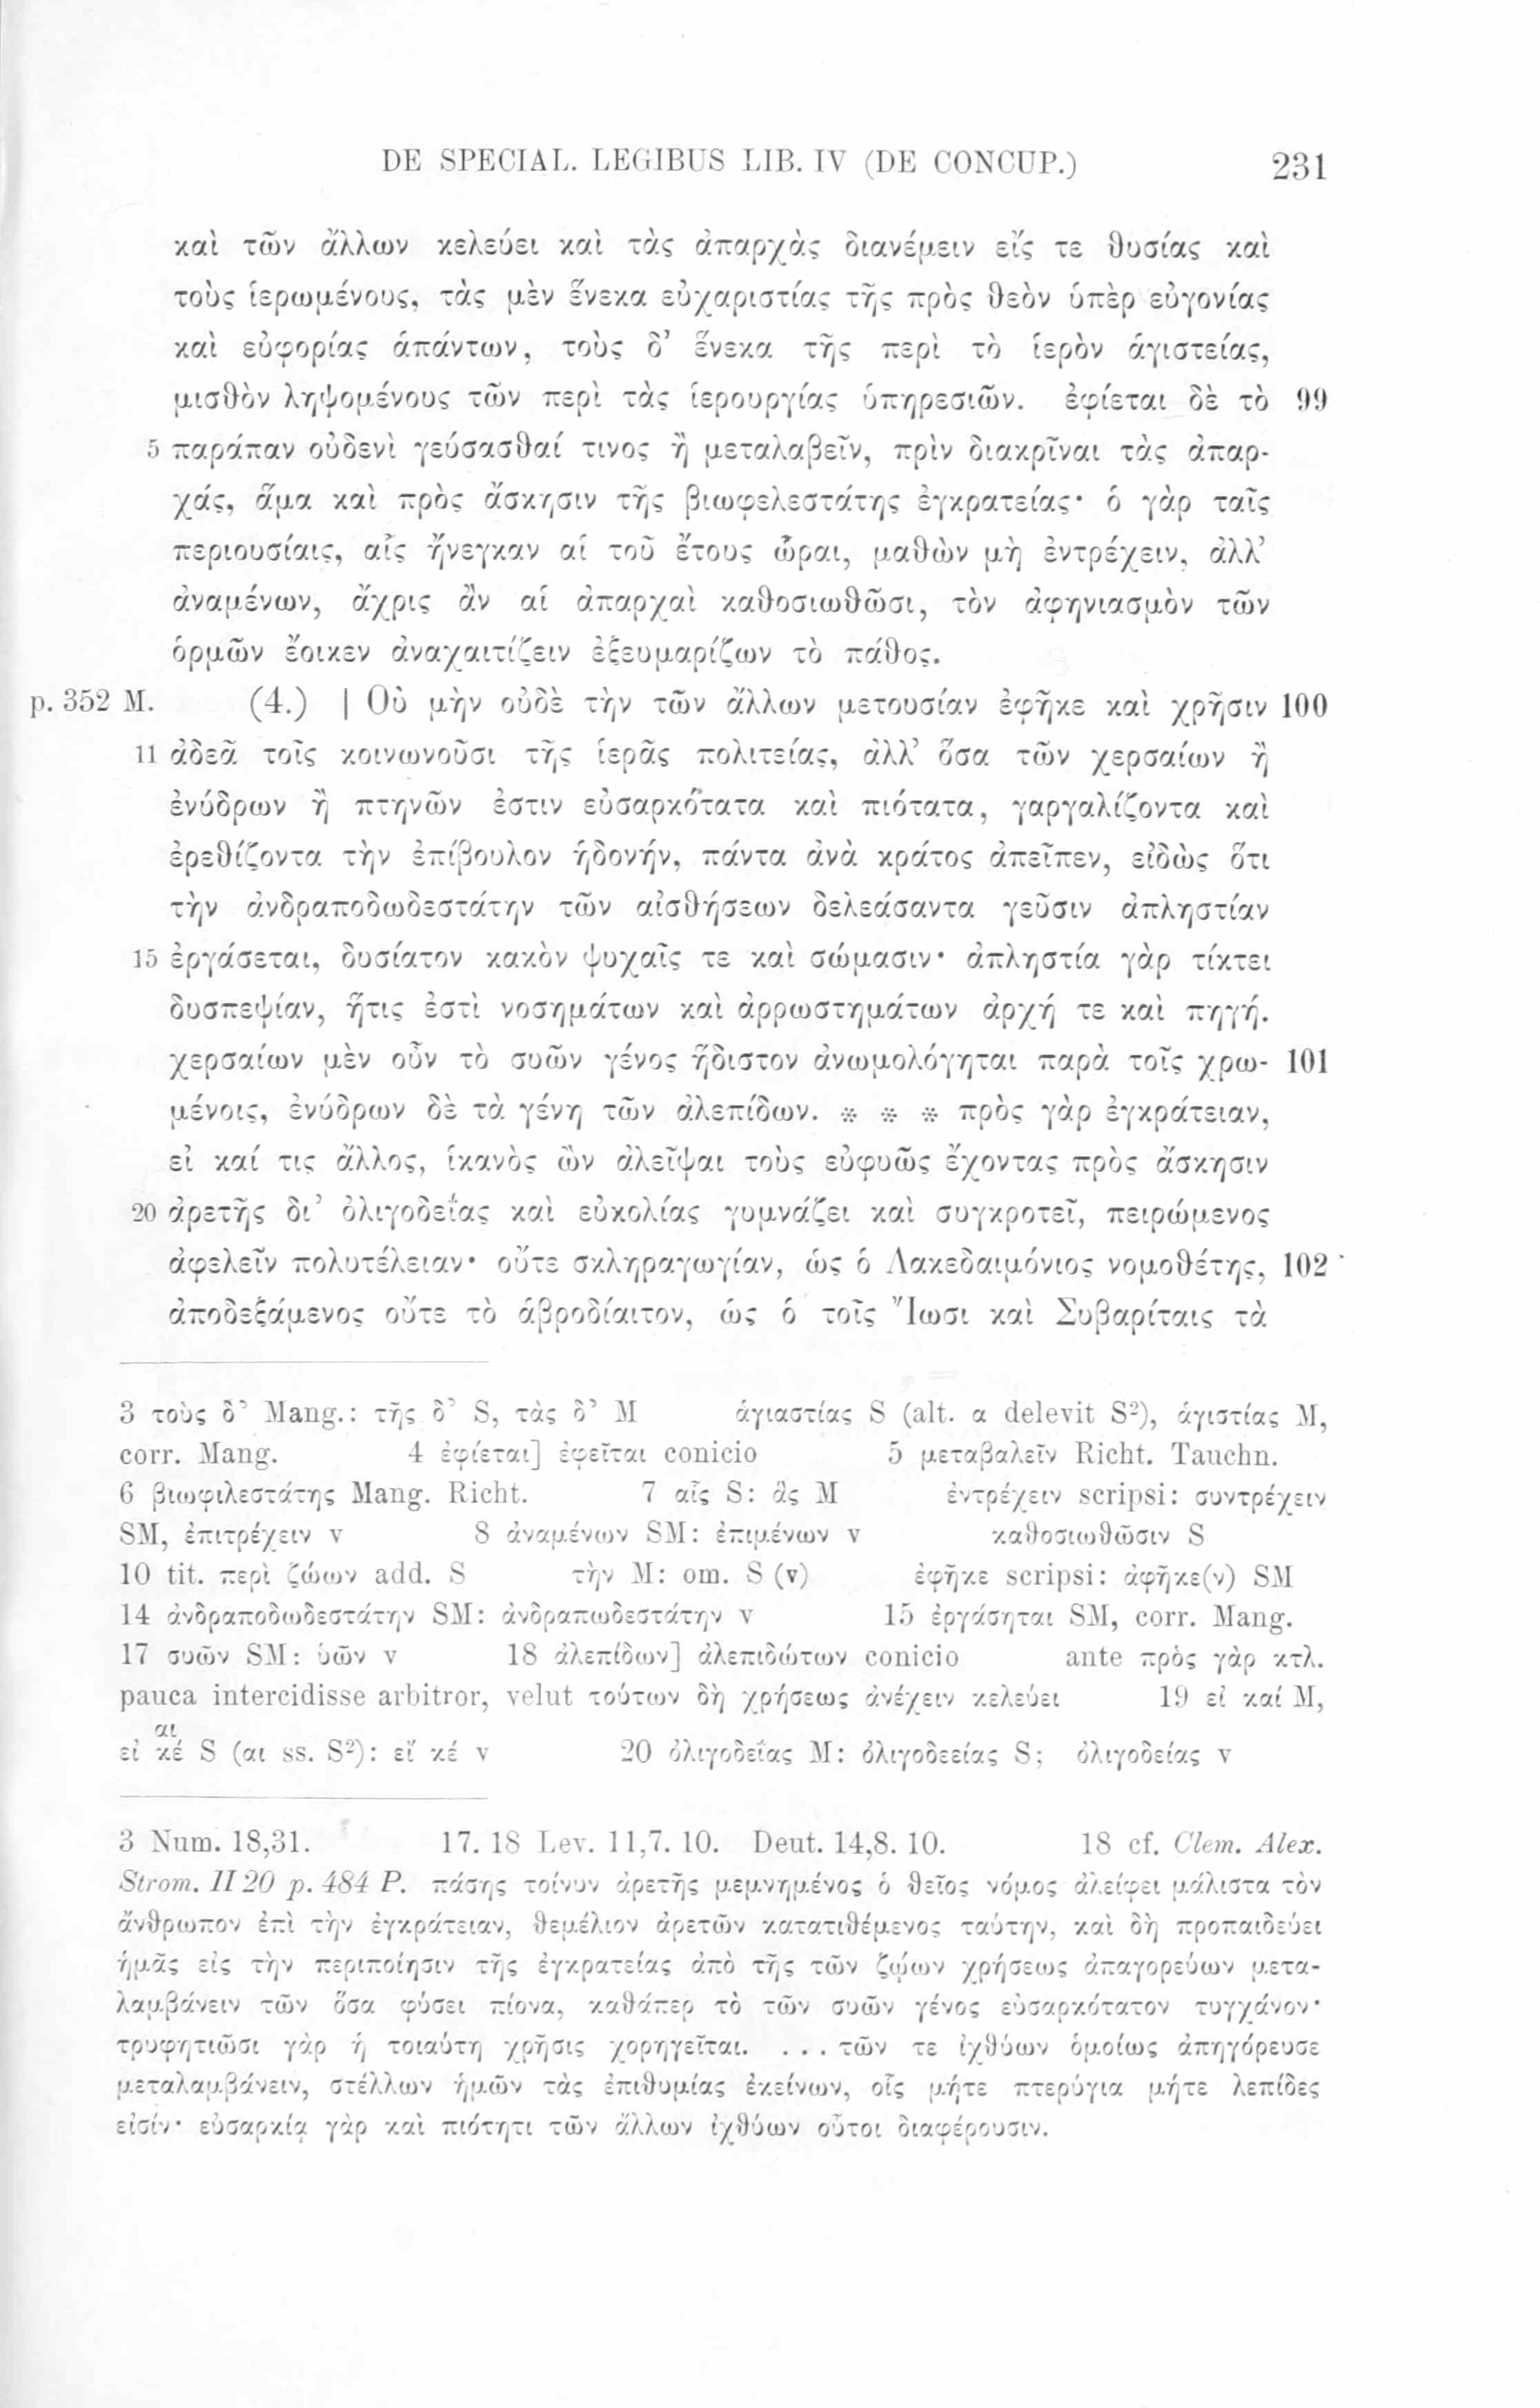 DE SPECIAL. LEGIBUS LIB. IV (DE CONCUP.) 231
καὶ τῶν ἄλλων κελεύει καὶ τὰς ἀπαρχὰς διανέμειν εἴς τε θυσίας καὶ
τοὺς ἱερωμένους, τὰς μὲν ἕνεκα εὐχαριστίας τῆς πρὸς θεὸν ὑπὲρ εὐγονίας
καὶ εὐφορίας ἁπάντων, τοὺς δ’ ἕνεκα τῆς περὶ τὸ ἱερὸν ἁγιστείας,
μισθὸν ληψομένους τῶν περὶ τὰς ἱερουργίας ὑπηρεσιῶν. ἐφίεται δὲ τὸ 99
5 παράπαν οὐδενὶ γεύσασθαί τινος ἢ μεταλαβεῖν, πρὶν διακρῖναι τὰς ἀπαρ-
χάς, ἅμα καὶ πρὸς ἄσκησιν τῆς βιωφελεστάτης ἐγκρατείας· ὁ γὰρ ταῖς
περιουσίαις, αἷς ἤνεγκαν αἱ τοῦ ἔτους ὧραι, μαθὼν μὴ ἐντρέχειν, ἀλλ’
ἀναμένων, ἄχρις ἂν αἱ ἀπαρχαὶ καθοσιωθῶσι, τὸν ἀφηνιασμὸν τῶν
ὁρμῶν ἔοικεν ἀναχαιτίζειν ἐξευμαρίζων τὸ πάθος.
p. 352 M. (4.) | Οὐ μὴν οὐδὲ τὴν τῶν ἄλλων μετουσίαν ἐφῆκε καὶ χρῆσιν 100
11 ἀδεᾶ τοῖς κοινωνοῦσι τῆς ἱερᾶς πολιτείας, ἀλλ’ ὅσα τῶν χερσαίων ἢ
ἐνύδρων ἢ πτηνῶν ἐστιν εὐσαρκότατα καὶ πιότατα, γαργαλίζοντα καὶ
ἐρεθίζοντα τὴν ἐπίβουλον ἡδονήν, πάντα ἀνὰ κράτος ἀπεῖπεν, εἰδὼς ὅτι
τὴν ἀνδραποδωδεστάτην τῶν αἰσθήσεων δελεάσαντα γεῦσιν ἀπληστίαν
15 ἐργάσεται, δυσίατον κακὸν ψυχαῖς τε καὶ σώμασιν· ἀπληστία γὰρ τίκτει
δυσπεψίαν, ἥτις ἐστὶ νοσημάτων καὶ ἀρρωστημάτων ἀρχή τε καὶ πηγή.
χερσαίων μὲν οὖν τὸ συῶν γένος ἥδιστον ἀνωμολόγηται παρὰ τοῖς χρω- 101
μένοις, ἐνύδρων δὲ τὰ γένη τῶν ἀλεπίδων. * * * πρὸς γὰρ ἐγκράτειαν,
εἰ καί τις ἄλλος, ἱκανὸς ὢν ἀλεῖψαι τοὺς εὐφυῶς ἔχοντας πρὸς ἄσκησιν
20 ἀρετῆς δι’ ὀλιγοδεΐας καὶ εὐκολίας γυμνάζει καὶ συγκροτεῖ, πειρώμενος
ἀφελεῖν πολυτέλειαν· οὔτε σκληραγωγίαν, ὡς ὁ Λακεδαιμόνιος νομοθέτης, 102
ἀποδεξάμενος οὔτε τὸ ἁβροδίαιτον, ὡς ὁ τοῖς Ἴωσι καὶ Συβαρίταις τὰ
3 τοὺς δ’ Mang.: τῆς δ’ S, τὰς δ’ M ἁγιαστίας S (alt. α delevit S²), ἁγιστίας M,
corr. Mang. 4 ἐφίεται] ἐφεῖται conicio 5 μεταβαλεῖν Richt. Tauchn.
6 βιωφιλεστάτης Mang. Richt. 7 αἷς S: ἃς M ἐντρέχειν scripsi: συντρέχειν
SM, ἐπιτρέχειν v 8 ἀναμένων SM: ἐπιμένων v καθοσιωθῶσιν S
10 tit. περὶ ζώων add. S τὴν M: om. S (v) ἐφῆκε scripsi: ἀφῆκε(ν) SM
14 ἀνδραποδωδεστάτην SM: ἀνδραπωδεστάτην v 15 ἐργάσηται SM, corr. Mang.
17 συῶν SM: ὑῶν v 18 ἀλεπίδων] ἀλεπιδώτων conicio ante πρὸς γὰρ κτλ.
pauca intercidisse arbitror, velut τούτων δὴ χρήσεως ἀνέχειν κελεύει 19 εἰ καί M,
αι
εἰ κέ S (αι ss. S²): εἴ κέ v 20 ὀλιγοδεΐας M: ὀλιγοδεείας S; ὀλιγοδείας v
3 Num. 18,31. 17. 18 Lev. 11,7. 10. Deut. 14,8. 10. 18 cf. Clem. Alex.
Strom. II 20 p. 484 P. πάσης τοίνυν ἀρετῆς μεμνημένος ὁ θεῖος νόμος ἀλείφει μάλιστα τὸν
ἄνθρωπον ἐπὶ τὴν ἐγκράτειαν, θεμέλιον ἀρετῶν κατατιθέμενος ταύτην, καὶ δὴ προπαιδεύει
ἡμᾶς εἰς τὴν περιποίησιν τῆς ἐγκρατείας ἀπὸ τῆς τῶν ζῴων χρήσεως ἀπαγορεύων μετα-
λαμβάνειν τῶν ὅσα φύσει πίονα, καθάπερ τὸ τῶν συῶν γένος εὐσαρκότατον τυγχάνον·
τρυφητιῶσι γὰρ ἡ τοιαύτη χρῆσις χορηγεῖται. ... τῶν τε ἰχθύων ὁμοίως ἀπηγόρευσε
μεταλαμβάνειν, στέλλων ἡμῶν τὰς ἐπιθυμίας ἐκείνων, οἷς μήτε πτερύγια μήτε λεπίδες
εἰσίν· εὐσαρκίᾳ γὰρ καὶ πιότητι τῶν ἄλλων ἰχθύων οὗτοι διαφέρουσιν.